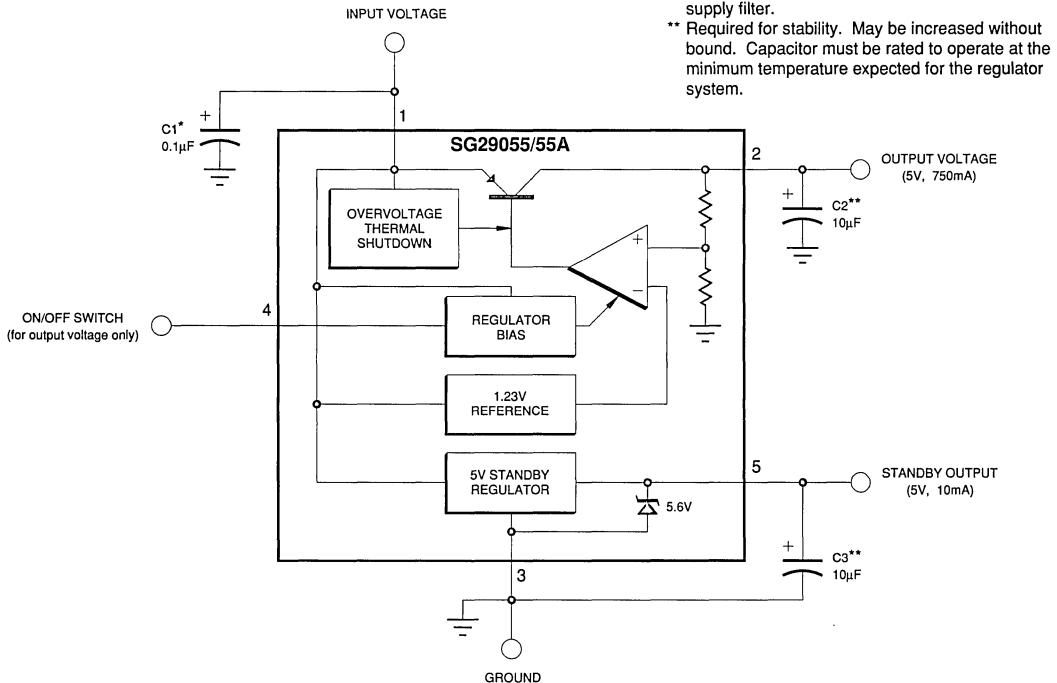 supply filter.
** Required for stability. May be increased without
bound. Capacitor must be rated to operate at the
minimum temperature expected for the regulator
system.
INPUT VOLTAGE
C1*
0.1µF
+
1
SG29055/55A
2
OUTPUT VOLTAGE
(5V, 750mA)
+
C2**
10µF
OVERVOLTAGE
THERMAL
SHUTDOWN
+
−
4
ON/OFF SWITCH
(for output voltage only)
REGULATOR
BIAS
1.23V
REFERENCE
5V STANDBY
REGULATOR
5.6V
5
STANDBY OUTPUT
(5V, 10mA)
+
C3**
10µF
3
GROUND